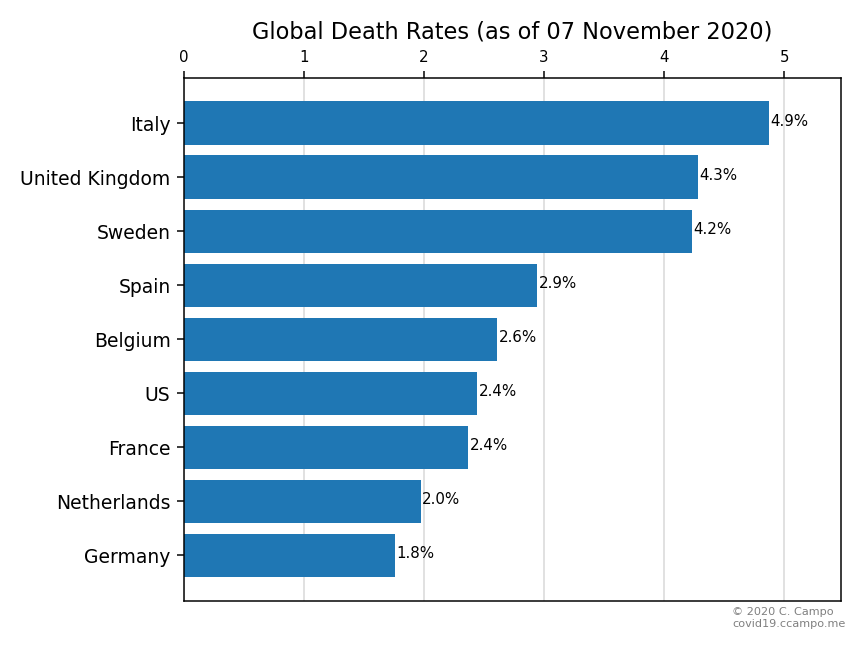 Global Death Rates (as of 07 November 2020)
0 1 2 3 4 5
Italy 4.9%
United Kingdom 4.3%
Sweden 4.2%
Spain 2.9%
Belgium 2.6%
US 2.4%
France 2.4%
Netherlands 2.0%
Germany 1.8%
© 2020 C. Campo
covid19.ccampo.me